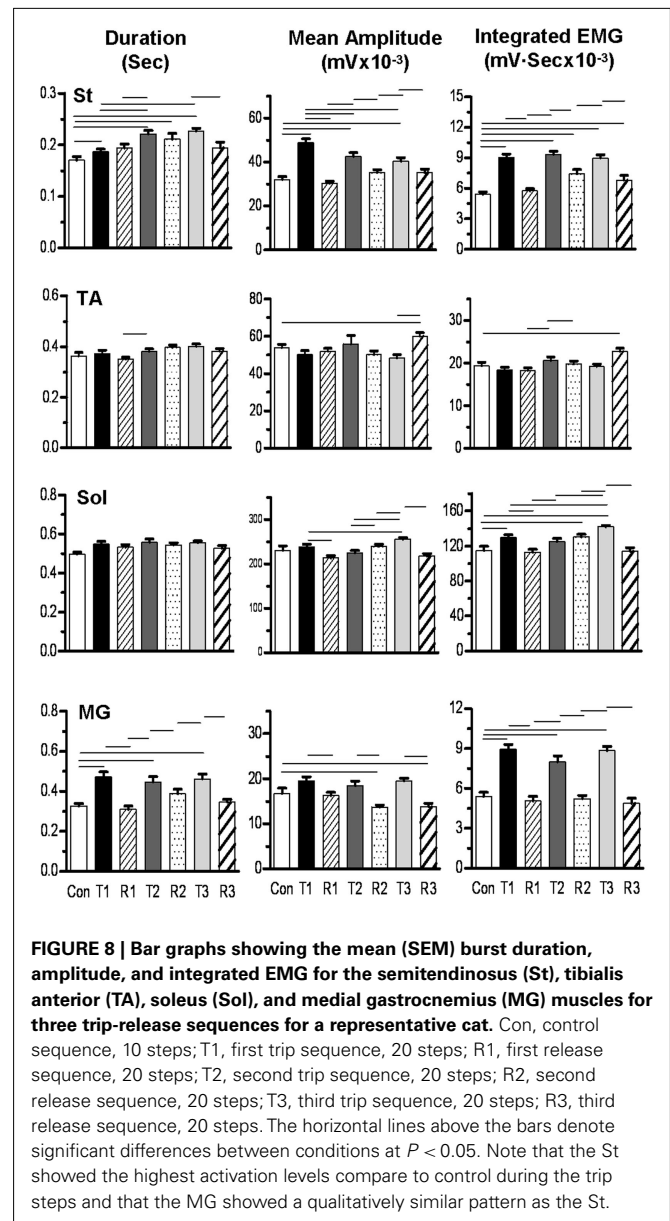 Duration
(Sec)
Mean Amplitude
(mVx10-3)
Integrated EMG
(mV·Secx10-3)
St
0.3
0.2
0.1
0.0
60
40
20
0
15
12
9
6
3
0
TA
0.6
0.4
0.2
0.0
80
60
40
20
0
30
20
10
0
Sol
0.8
0.6
0.4
0.2
0.0
300
200
100
0
160
120
80
40
0
MG
0.8
0.6
0.4
0.2
0.0
30
20
10
0
9
6
3
0
Con T1 R1 T2 R2 T3 R3
Con T1 R1 T2 R2 T3 R3
Con T1 R1 T2 R2 T3 R3
FIGURE 8 | Bar graphs showing the mean (SEM) burst duration,
amplitude, and integrated EMG for the semitendinosus (St), tibialis
anterior (TA), soleus (Sol), and medial gastrocnemius (MG) muscles for
three trip-release sequences for a representative cat. Con, control
sequence, 10 steps; T1, first trip sequence, 20 steps; R1, first release
sequence, 20 steps; T2, second trip sequence, 20 steps; R2, second
release sequence, 20 steps; T3, third trip sequence, 20 steps; R3, third
release sequence, 20 steps. The horizontal lines above the bars denote
significant differences between conditions at P < 0.05. Note that the St
showed the highest activation levels compare to control during the trip
steps and that the MG showed a qualitatively similar pattern as the St.